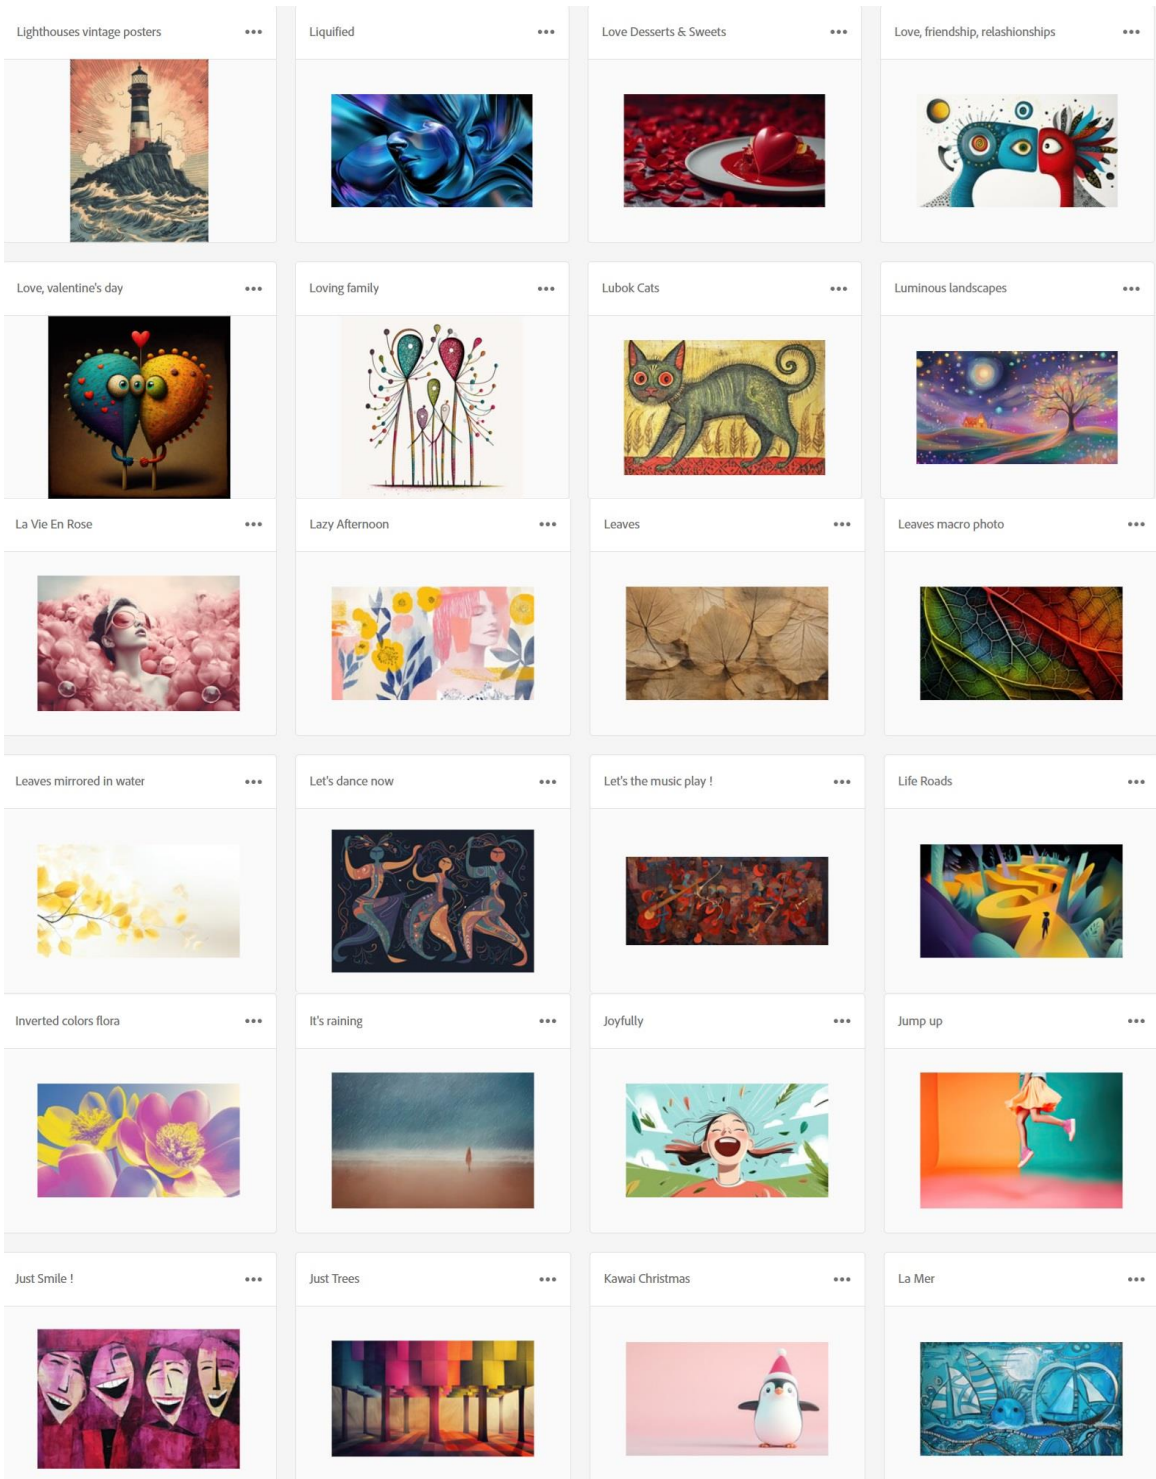 Lighthouses vintage posters
Liquified
Love Desserts & Sweets
Love, friendship, relashionships
Love, valentine's day
Loving family
Lubok Cats
Luminous landscapes
La Vie En Rose
Lazy Afternoon
Leaves
Leaves macro photo
Leaves mirrored in water
Let's dance now
Let's the music play !
Life Roads
Inverted colors flora
It's raining
Joyfully
Jump up
Just Smile !
Just Trees
Kawai Christmas
La Mer